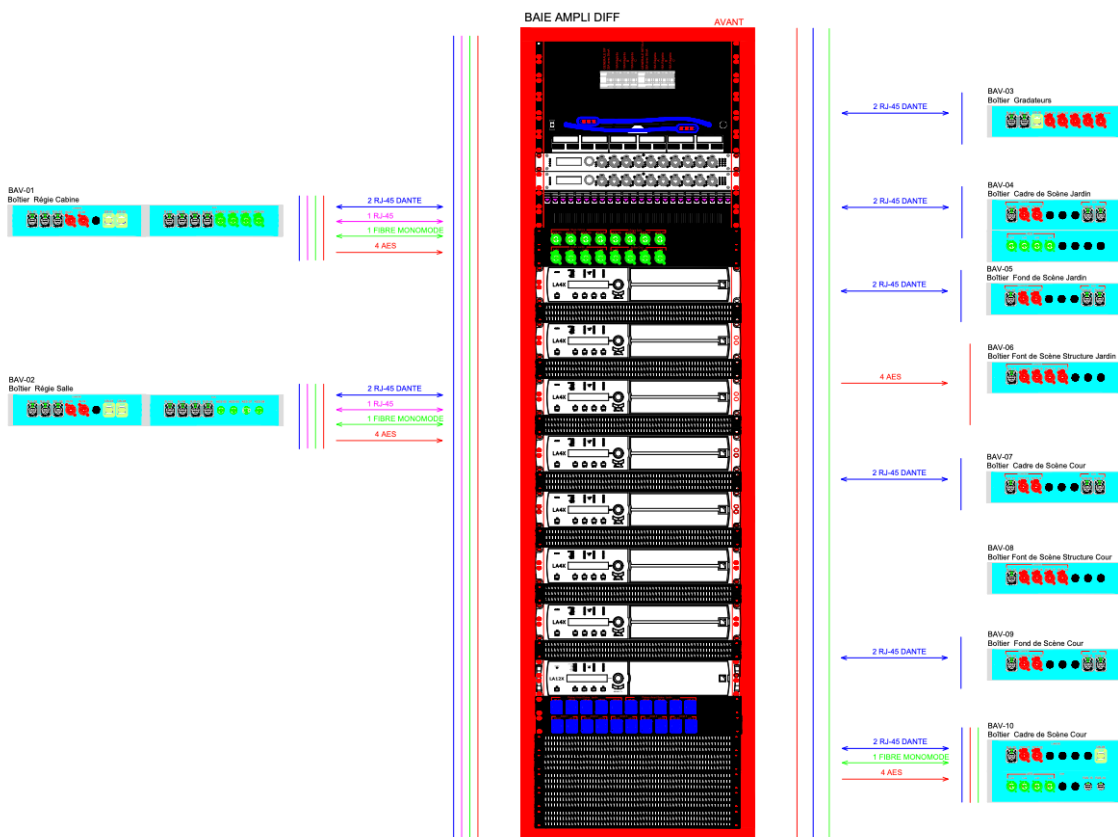 BAIE AMPLI DIFF
AVANT
BAV-01
Boîtier Régie Cabine
2 RJ-45 DANTE
1 RJ-45
1 FIBRE MONOMODE
4 AES
BAV-02
Boîtier Régie Salle
2 RJ-45 DANTE
1 RJ-45
1 FIBRE MONOMODE
4 AES
LA4X
LA4X
LA4X
LA4X
LA4X
LA4X
LA4X
LA12X
2 RJ-45 DANTE
BAV-03
Boîtier Gradateurs
2 RJ-45 DANTE
BAV-04
Boîtier Cadre de Scène Jardin
2 RJ-45 DANTE
BAV-05
Boîtier Fond de Scène Jardin
4 AES
BAV-06
Boîtier Font de Scène Structure Jardin
2 RJ-45 DANTE
BAV-07
Boîtier Cadre de Scène Cour
BAV-08
Boîtier Font de Scène Structure Cour
2 RJ-45 DANTE
BAV-09
Boîtier Fond de Scène Cour
2 RJ-45 DANTE
1 FIBRE MONOMODE
4 AES
BAV-10
Boîtier Cadre de Scène Cour